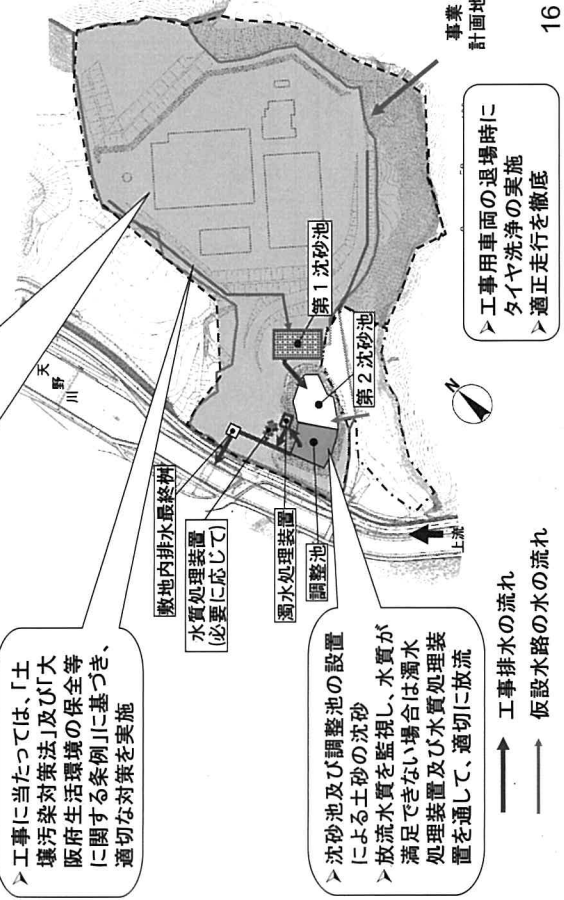 ➤ 工事に当たっては、「土
壌汚染対策法」及び「大
阪府生活環境の保全等
に関する条例」に基づき、
適切な対策を実施
天
野
川
敷地内排水最終桝
水質処理装置
(必要に応じて)
濁水処理装置
調整池
第1沈砂池
第2沈砂池
事業
計画地
➤ 沈砂池及び調整池の設置
による土砂の沈砂
➤ 放流水質を監視し、水質が
満足できない場合は濁水
処理装置及び水質処理装
置を通して、適切に放流
上流
N
➤ 工事用車両の退場時に
タイヤ洗浄の実施
➤ 適正走行を徹底
工事排水の流れ
仮設水路の水の流れ
16